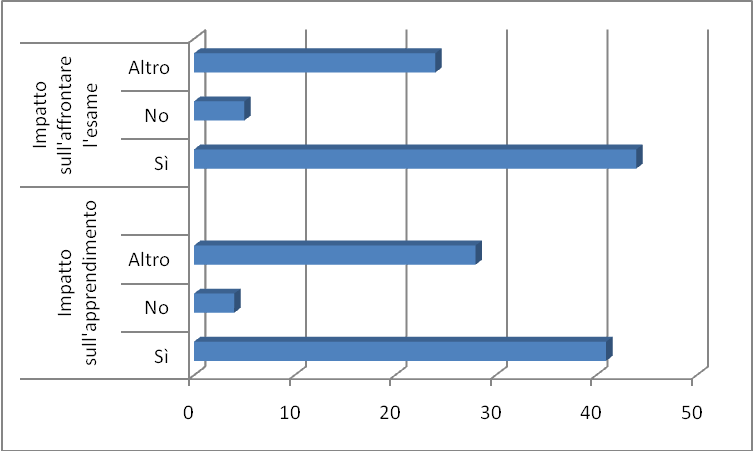 Impatto
sull'affrontare
l'esame
Altro
No
Sì
Impatto
sull'apprendimento
Altro
No
Sì
0 10 20 30 40 50